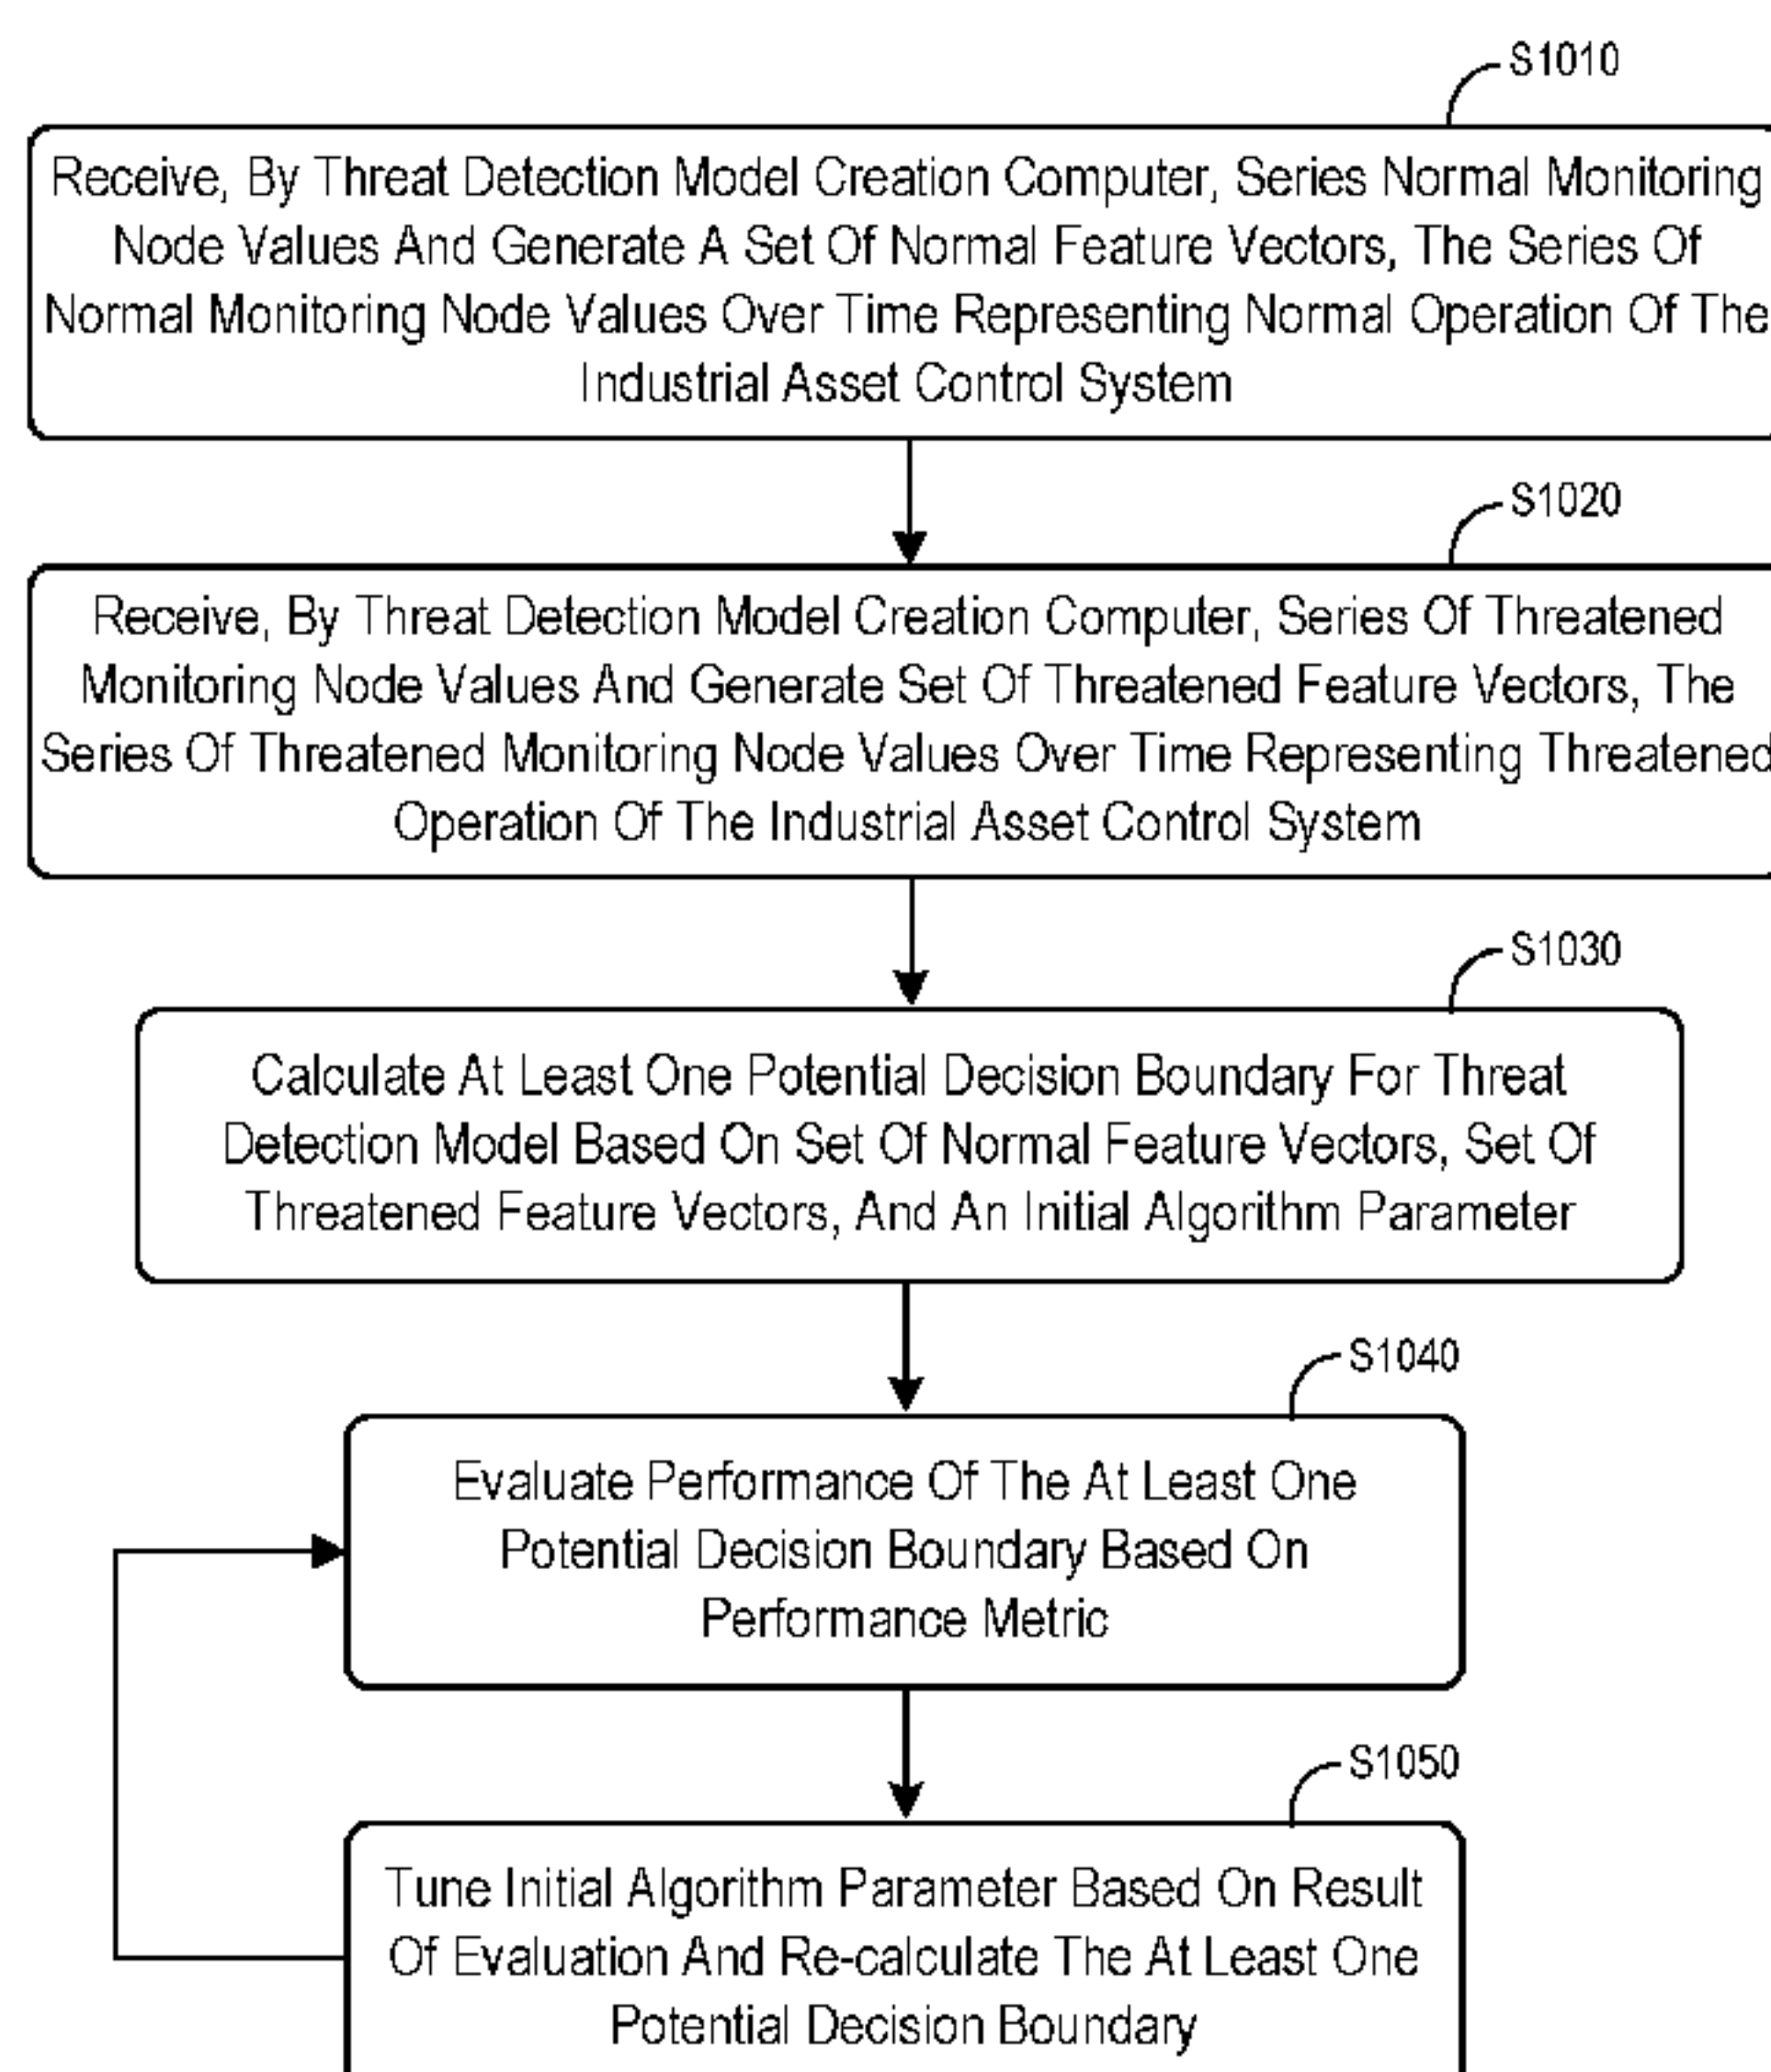 S1010
Receive, By Threat Detection Model Creation Computer, Series Normal Monitoring
Node Values And Generate A Set Of Normal Feature Vectors, The Series Of
Normal Monitoring Node Values Over Time Representing Normal Operation Of The
Industrial Asset Control System
S1020
Receive, By Threat Detection Model Creation Computer, Series Of Threatened
Monitoring Node Values And Generate Set Of Threatened Feature Vectors, The
Series Of Threatened Monitoring Node Values Over Time Representing Threatened
Operation Of The Industrial Asset Control System
S1030
Calculate At Least One Potential Decision Boundary For Threat
Detection Model Based On Set Of Normal Feature Vectors, Set Of
Threatened Feature Vectors, And An Initial Algorithm Parameter
S1040
Evaluate Performance Of The At Least One
Potential Decision Boundary Based On
Performance Metric
S1050
Tune Initial Algorithm Parameter Based On Result
Of Evaluation And Re-calculate The At Least One
Potential Decision Boundary